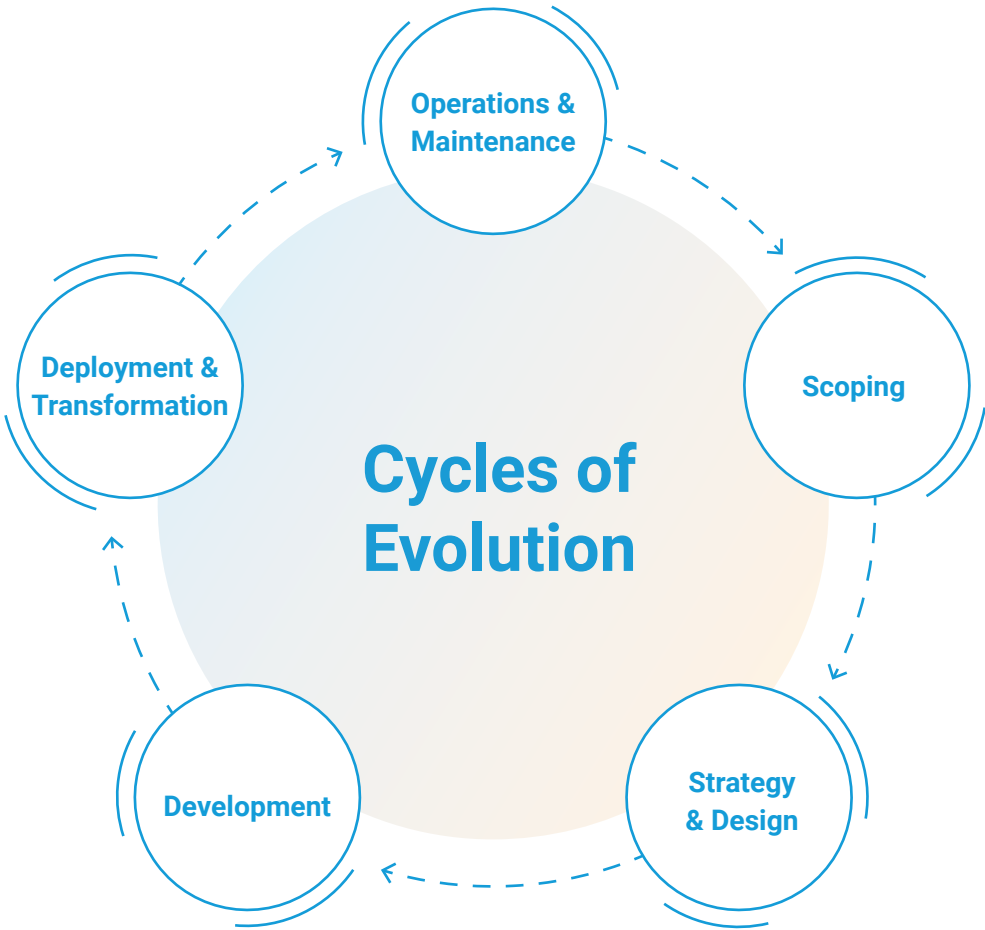 Operations &
Maintenance
Scoping
Strategy
& Design
Development
Deployment &
Transformation
Cycles of
Evolution